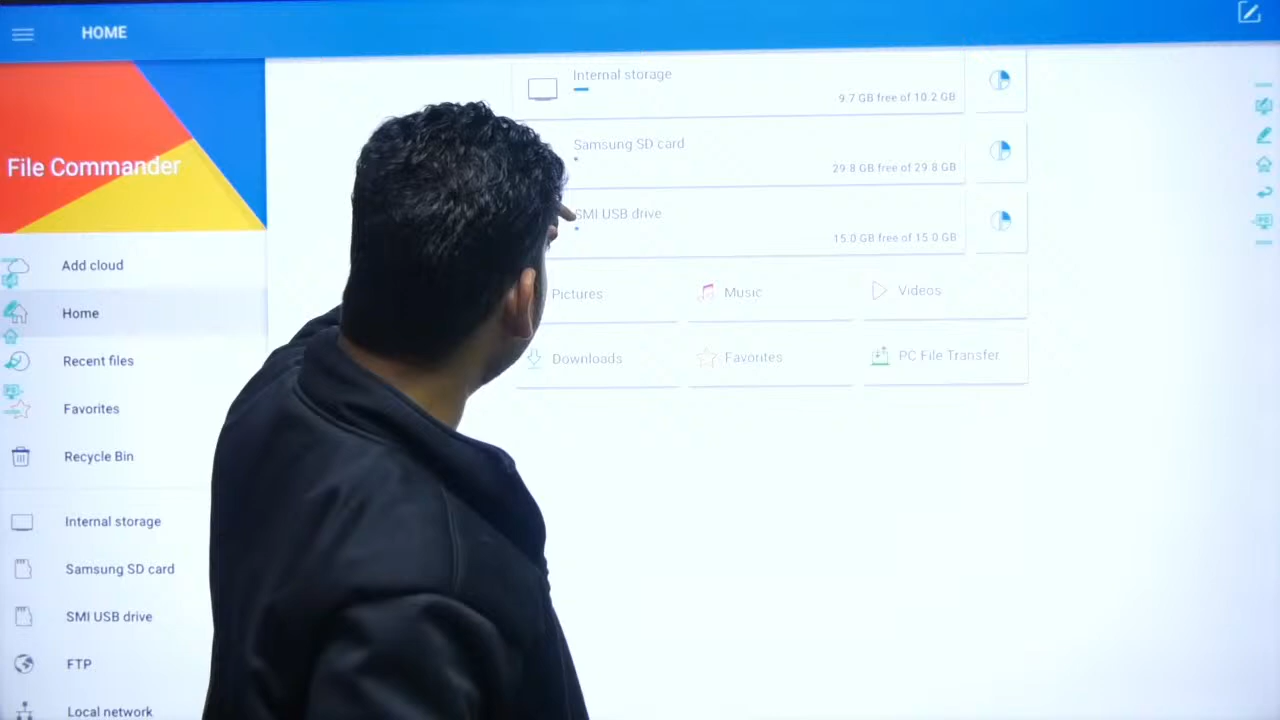 HOME
File Commander
Add cloud
Home
Recent files
Favorites
Recycle Bin
Internal storage
Samsung SD card
SMI USB drive
FTP
Local network
Internal storage
9.7 GB free of 10.2 GB
Samsung SD card
29.8 GB free of 29.8 GB
SMI USB drive
15.0 GB free of 15.0 GB
Pictures
Music
Videos
Downloads
Favorites
PC File Transfer